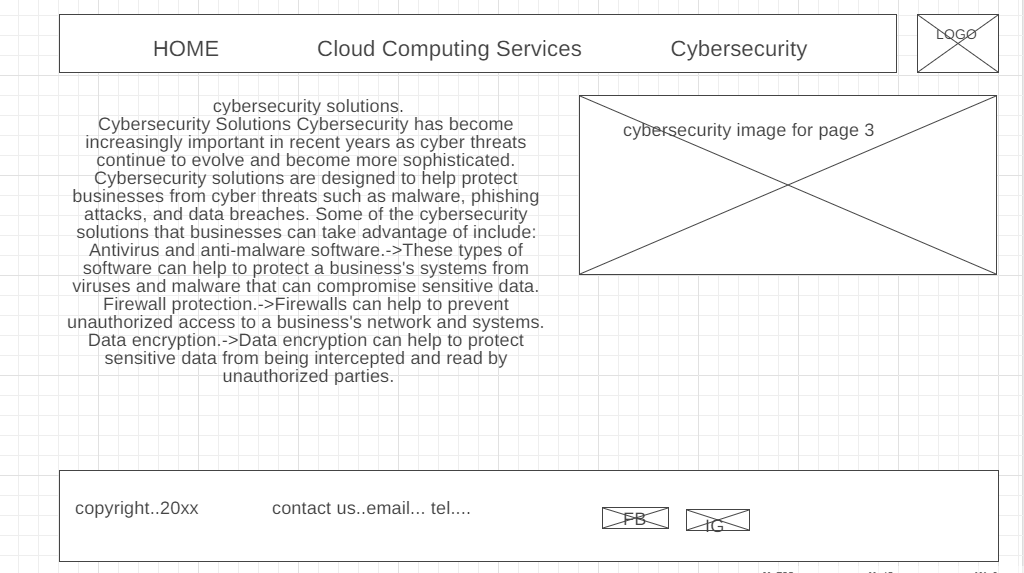 HOME Cloud Computing Services Cybersecurity
LOGO
cybersecurity solutions.
Cybersecurity Solutions Cybersecurity has become
increasingly important in recent years as cyber threats
continue to evolve and become more sophisticated.
Cybersecurity solutions are designed to help protect
businesses from cyber threats such as malware, phishing
attacks, and data breaches. Some of the cybersecurity
solutions that businesses can take advantage of include:
Antivirus and anti-malware software.->These types of
software can help to protect a business's systems from
viruses and malware that can compromise sensitive data.
Firewall protection.->Firewalls can help to prevent
unauthorized access to a business's network and systems.
Data encryption.->Data encryption can help to protect
sensitive data from being intercepted and read by
unauthorized parties.
cybersecurity image for page 3
copyright..20xx contact us..email... tel....
FB
IG